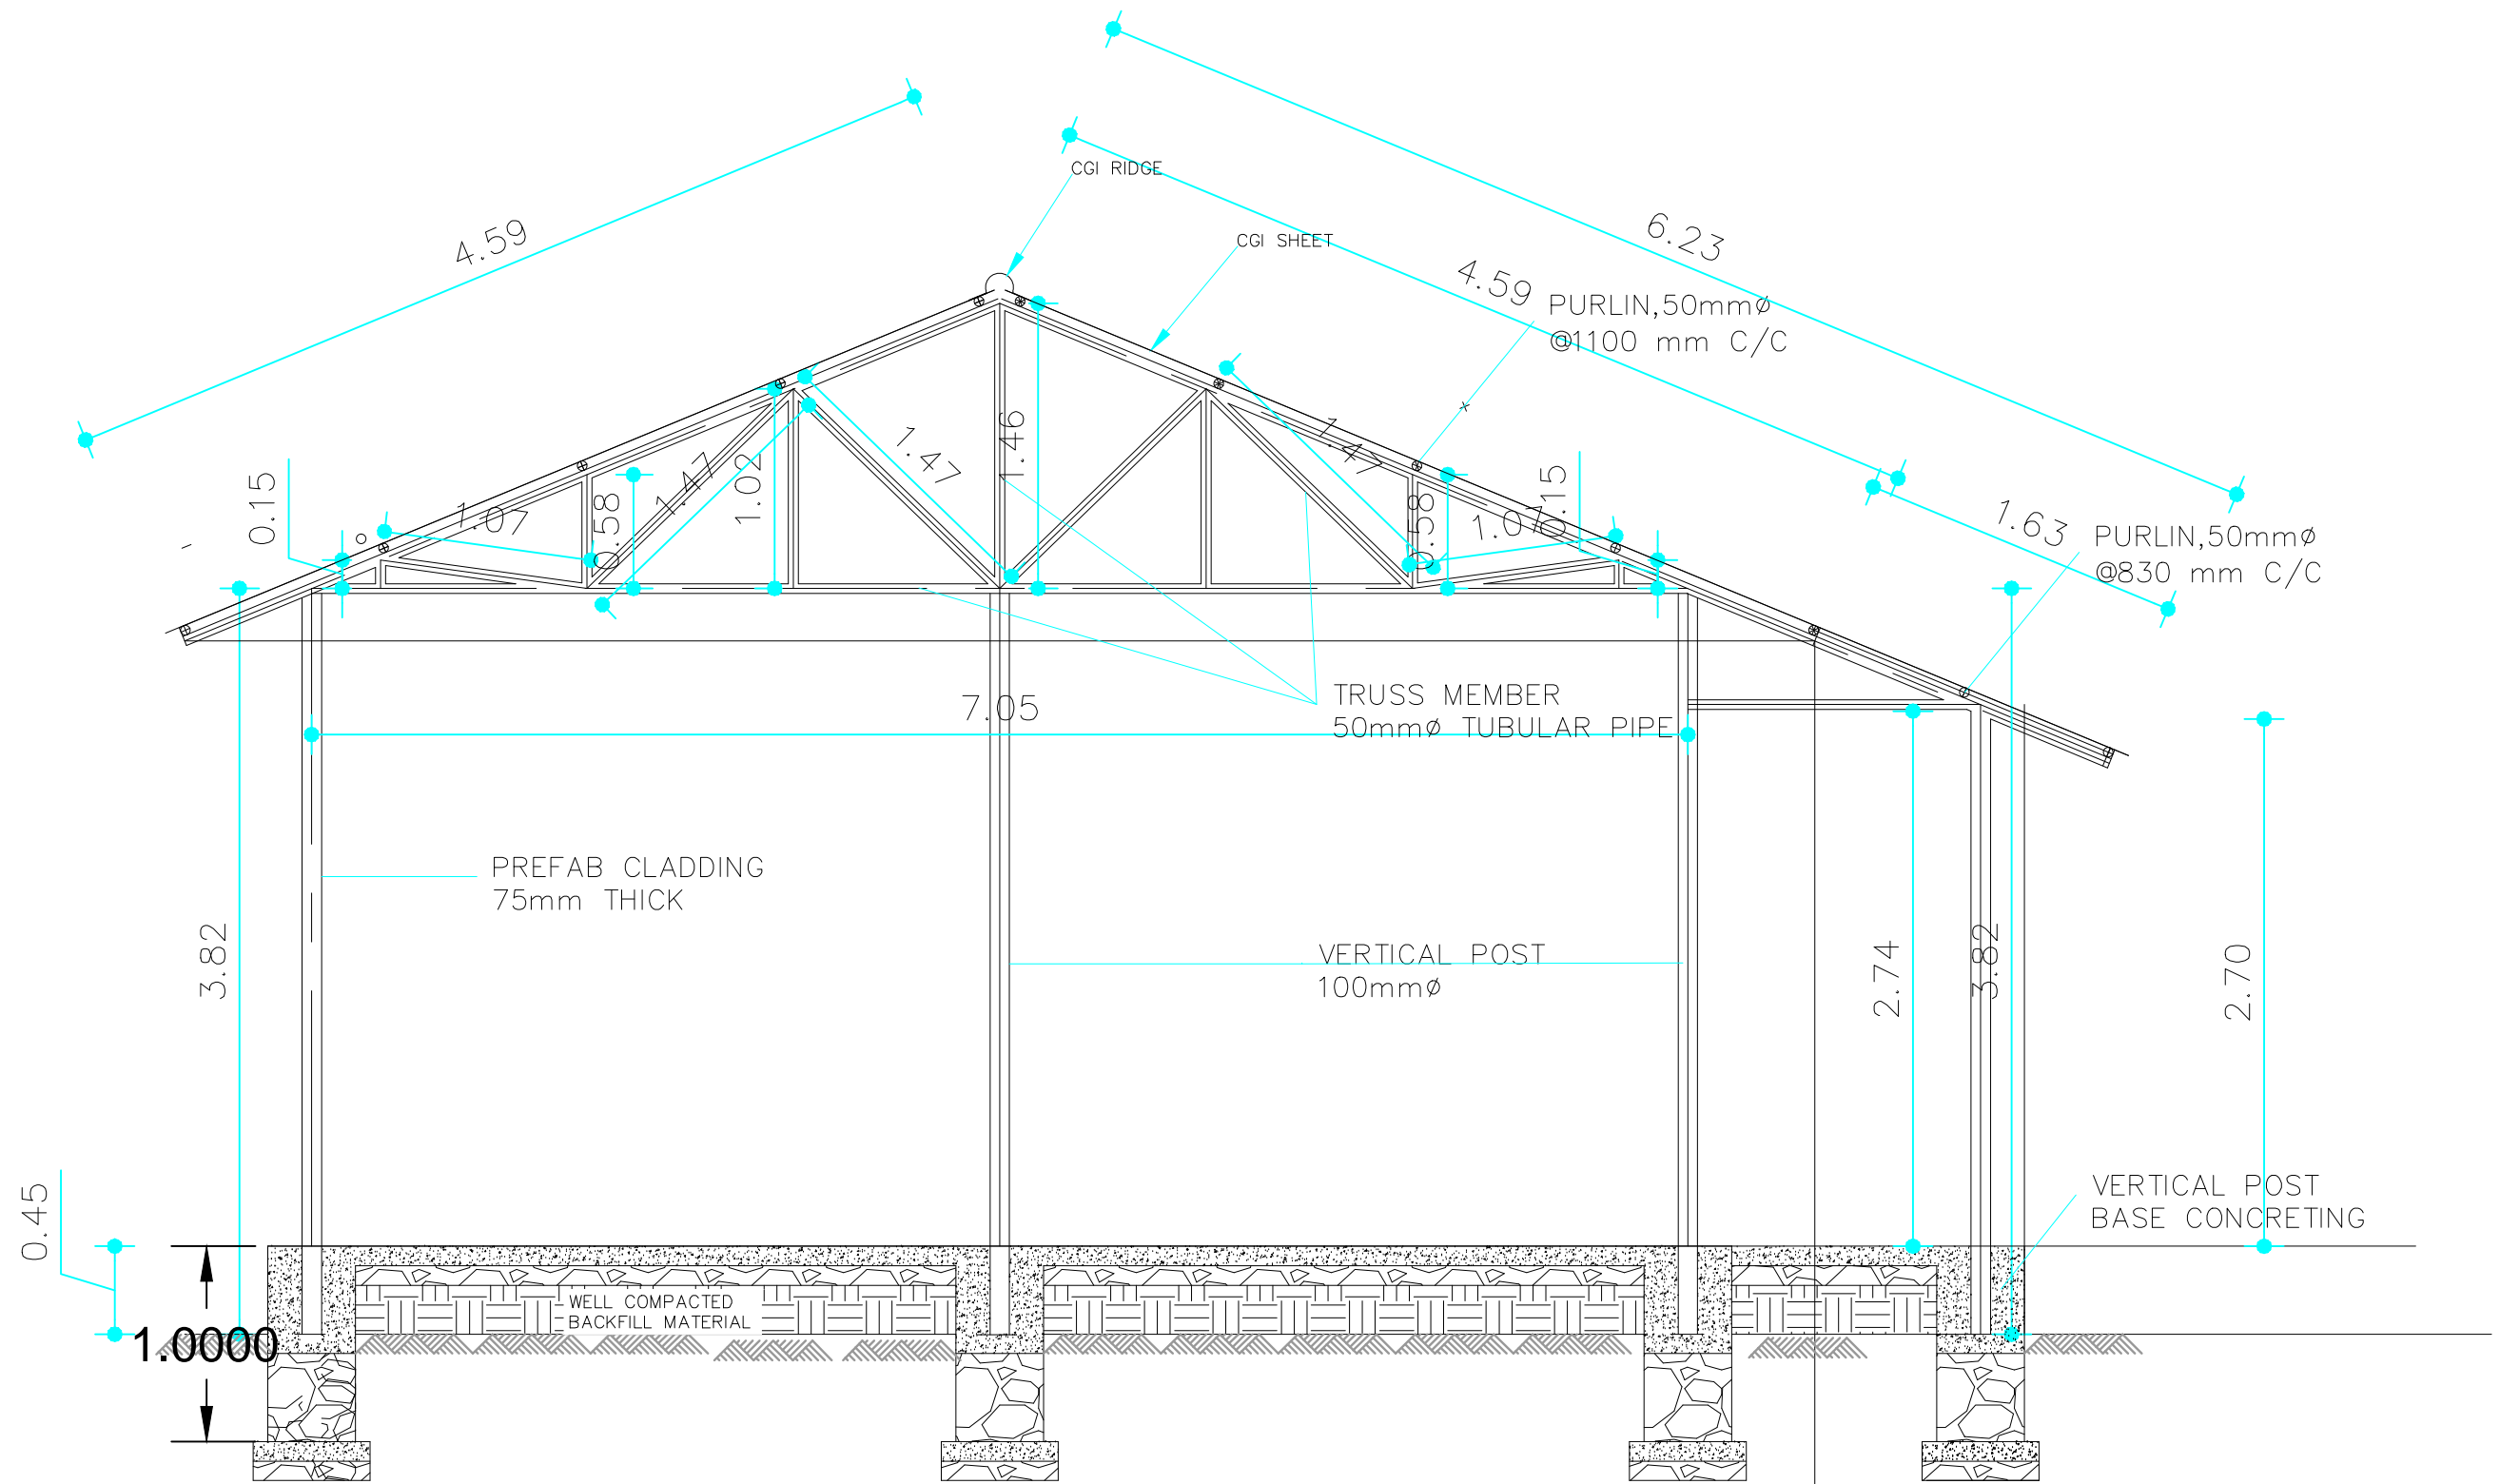 CGI RIDGE
6.23
4.59
CGI SHEET
4.59
PURLIN,50mmø
@1100 mm C/C
1.46
1.47
1.47
1.47
1.02
0.15
1.07
0.58
0.58
1.07
0.15
1.63
PURLIN,50mmø
@830 mm C/C
TRUSS MEMBER
50mmø TUBULAR PIPE
7.05
PREFAB CLADDING
75mm THICK
3.82
VERTICAL POST
100mmø
2.74
3.82
2.70
0.45
VERTICAL POST
BASE CONCRETING
WELL COMPACTED
BACKFILL MATERIAL
1.0000